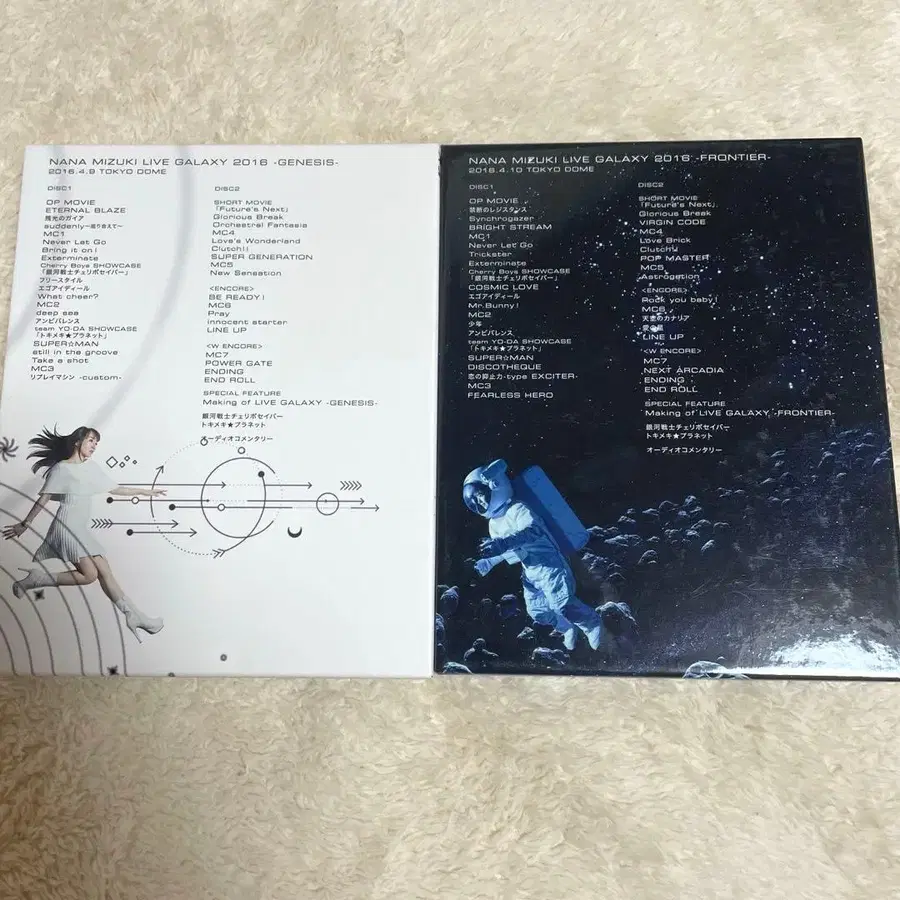 NANA MIZUKI LIVE GALAXY 2016 -GENESIS-
2016.4.9 TOKYO DOME
DISC1
OP MOVIE
ETERNAL BLAZE
残光のガイア
suddenly〜巡り合えて〜
MC1
Never Let Go
Bring it on!
Exterminate
Cherry Boys SHOWCASE
「銀河戦士チェリボセイバー」
フリースタイル
エゴアイディール
What cheer?
MC2
deep sea
アンビバレンス
team YO-DA SHOWCASE
「トキメキ★プラネット」
SUPER☆MAN
still in the groove
Take a shot
MC3
リプレイマシン -custom-
DISC2
SHORT MOVIE
「Future's Next」
Glorious Break
Orchestral Fantasia
MC4
Love's Wonderland
Clutch!!
SUPER GENERATION
MC5
New Sensation
<ENCORE>
BE READY!
MC6
Pray
innocent starter
LINE UP
<W ENCORE>
MC7
POWER GATE
ENDING
END ROLL
SPECIAL FEATURE
Making of LIVE GALAXY -GENESIS-
銀河戦士チェリボセイバー
トキメキ★プラネット
オーディオコメンタリー
NANA MIZUKI LIVE GALAXY 2016 -FRONTIER-
2016.4.10 TOKYO DOME
DISC1
OP MOVIE
禁断のレジスタンス
Synchrogazer
BRIGHT STREAM
MC1
Never Let Go
Trickster
Exterminate
Cherry Boys SHOWCASE
「銀河戦士チェリボセイバー」
COSMIC LOVE
エゴアイディール
Mr.Bunny!
MC2
少年
アンビバレンス
team YO-DA SHOWCASE
「トキメキ★プラネット」
SUPER☆MAN
DISCOTHEQUE
恋の抑止力-type EXCITER-
MC3
FEARLESS HERO
DISC2
SHORT MOVIE
「Future's Next」
Glorious Break
VIRGIN CODE
MC4
Love Brick
Clutch!!
POP MASTER
MC5
Astrogation
<ENCORE>
Rock you baby!
MC6
天空のカナリア
愛の星
LINE UP
<W ENCORE>
MC7
NEXT ARCADIA
ENDING
END ROLL
SPECIAL FEATURE
Making of LIVE GALAXY -FRONTIER-
銀河戦士チェリボセイバー
トキメキ★プラネット
オーディオコメンタリー